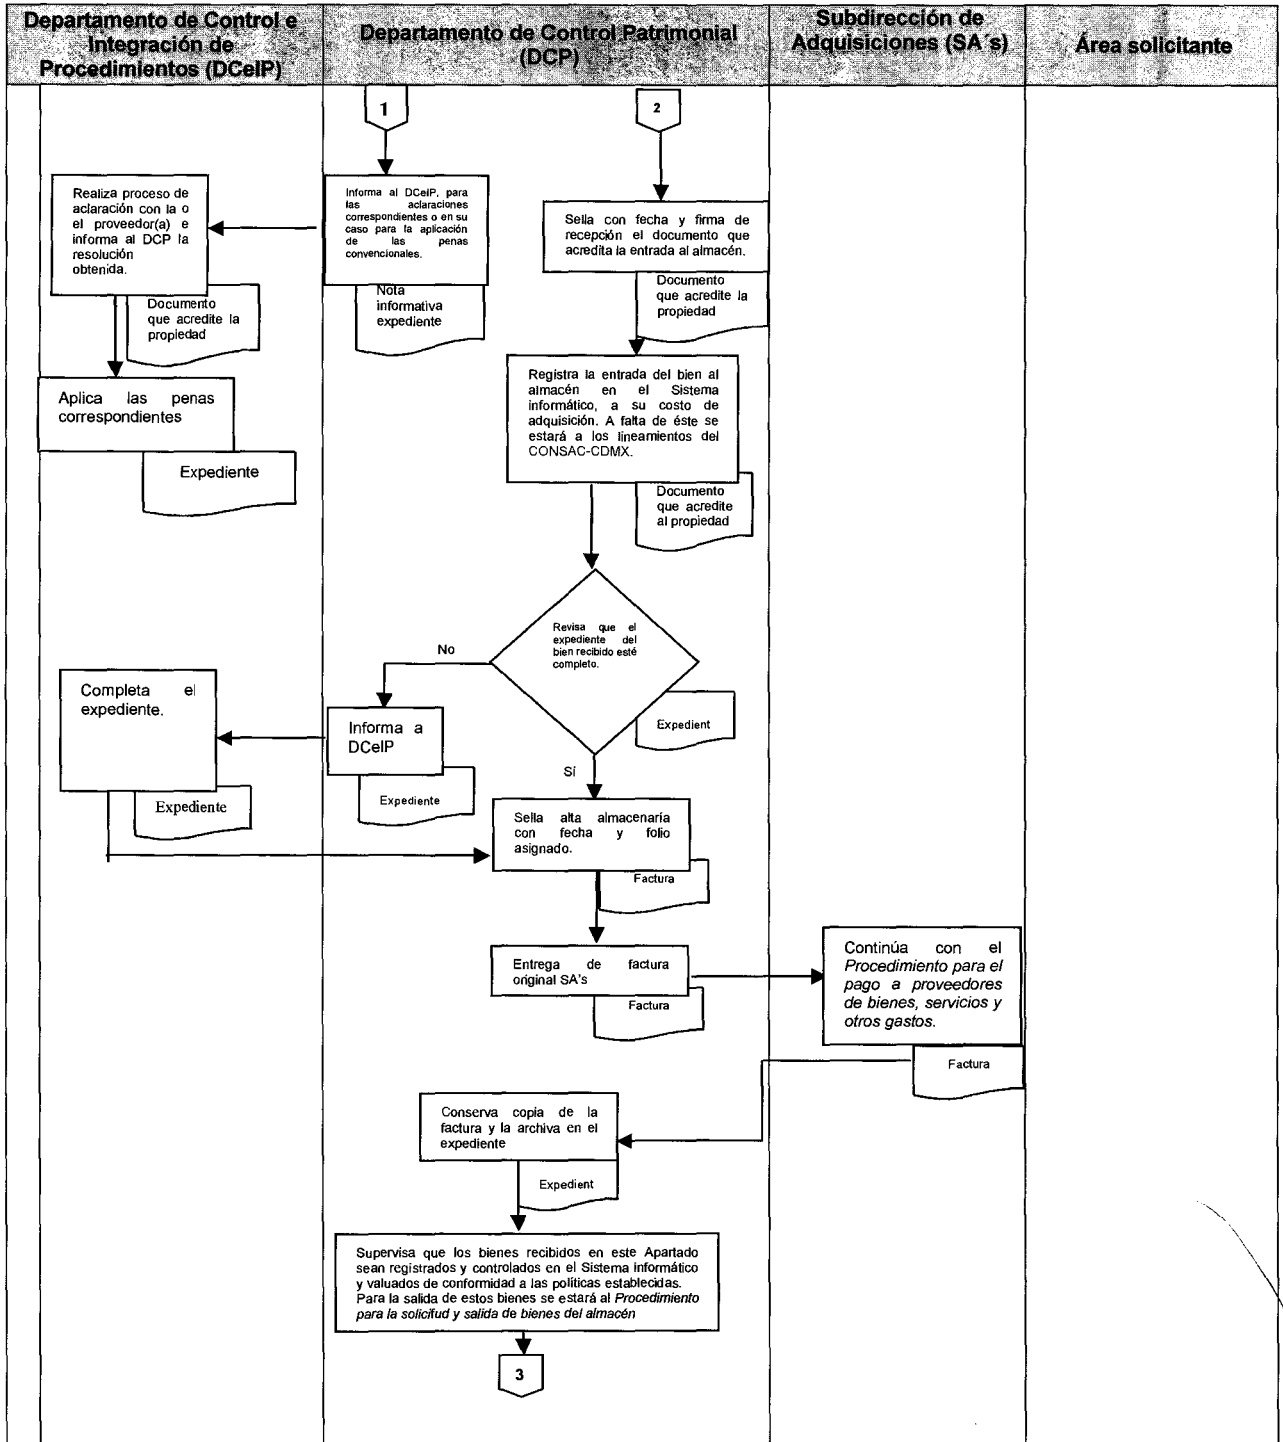 Departamento de Control e
Integración de
Procedimientos (DCeIP)
Departamento de Control Patrimonial
(DCP)
Subdirección de
Adquisiciones (SA´s)
Área solicitante
1
2
Realiza proceso de
aclaración con la o
el proveedor(a) e
informa al DCP la
resolución
obtenida.
Documento
que acredite la
propiedad
Informa al DCeIP, para
las aclaraciones
correspondientes o en su
caso para la aplicación
de las penas
convencionales.
Nota
informativa
expediente
Sella con fecha y firma de
recepción el documento que
acredita la entrada al almacén.
Documento
que acredite la
propiedad
Aplica las penas
correspondientes
Expediente
Registra la entrada del bien al
almacén en el Sistema
informático, a su costo de
adquisición. A falta de éste se
estará a los lineamientos del
CONSAC-CDMX.
Documento
que acredite
al propiedad
Revisa que el
expediente del
bien recibido esté
completo.
No
Expedient
Sí
Completa el
expediente.
Expediente
Informa a
DCeIP
Expediente
Sella alta almacenaría
con fecha y folio
asignado.
Factura
Entrega de factura
original SA's
Factura
Continúa con el
Procedimiento para el
pago a proveedores
de bienes, servicios y
otros gastos.
Factura
Conserva copia de la
factura y la archiva en el
expediente
Expedient
Supervisa que los bienes recibidos en este Apartado
sean registrados y controlados en el Sistema informático
y valuados de conformidad a las políticas establecidas.
Para la salida de estos bienes se estará al Procedimiento
para la solicitud y salida de bienes del almacén
3